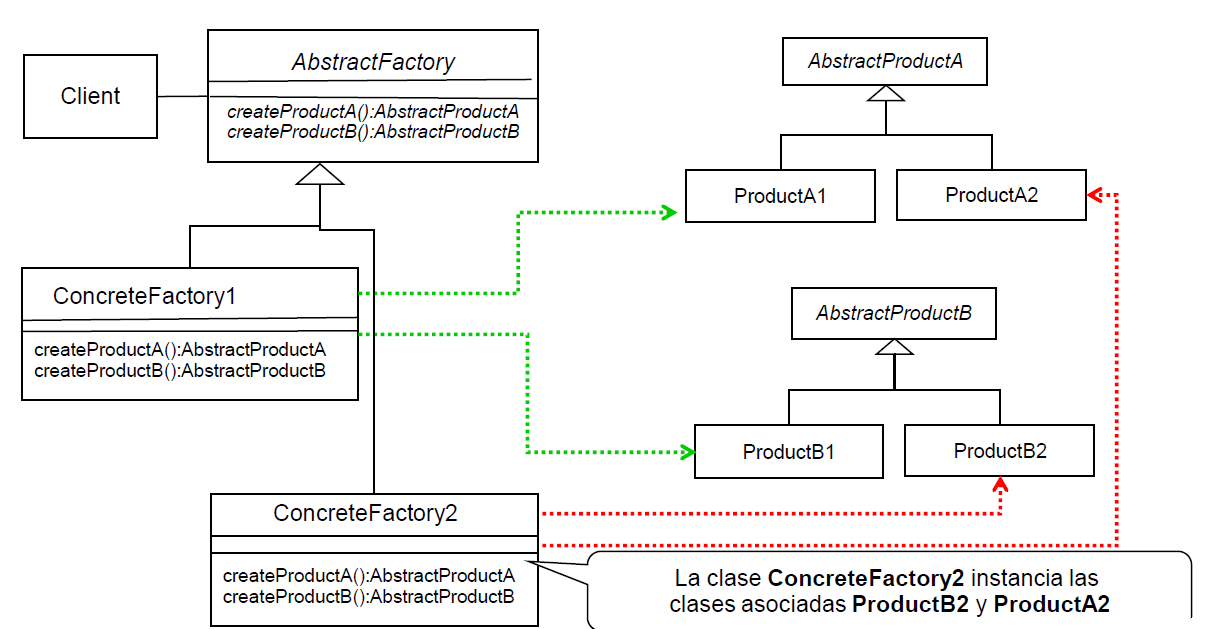 Client
AbstractFactory
createProductA():AbstractProductA
createProductB():AbstractProductB
AbstractProductA
ProductA1
ProductA2
ConcreteFactory1
createProductA():AbstractProductA
createProductB():AbstractProductB
AbstractProductB
ProductB1
ProductB2
ConcreteFactory2
createProductA():AbstractProductA
createProductB():AbstractProductB
La clase ConcreteFactory2 instancia las
clases asociadas ProductB2 y ProductA2